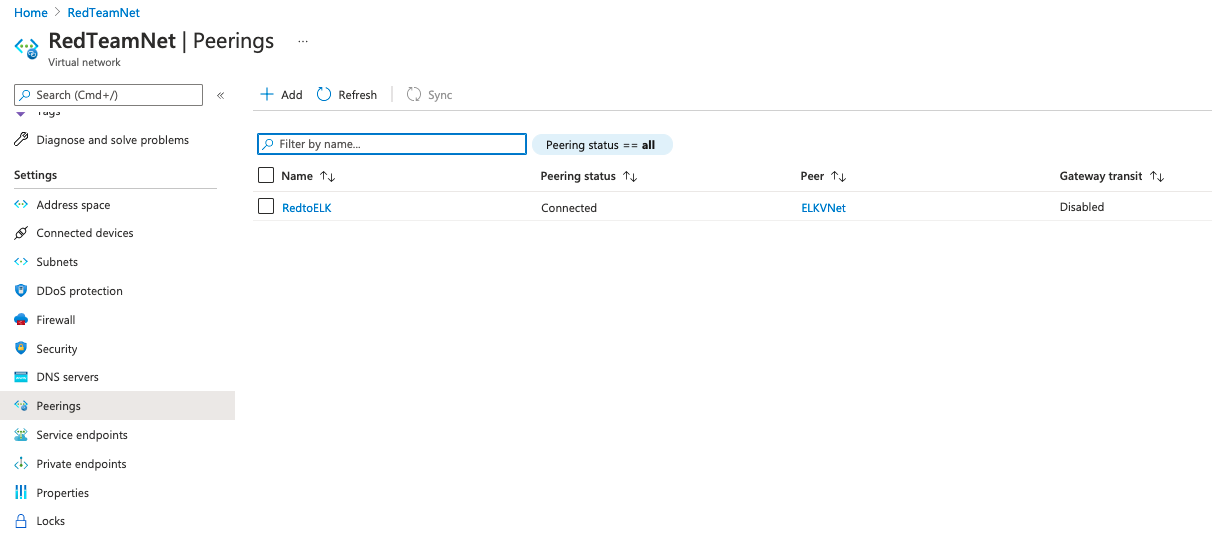 Home > RedTeamNet
RedTeamNet | Peerings ...
Virtual network
Search (Cmd+/) «
Tags
Diagnose and solve problems
Settings
Address space
Connected devices
Subnets
DDoS protection
Firewall
Security
DNS servers
Peerings
Service endpoints
Private endpoints
Properties
Locks
Add Refresh | Sync
Filter by name... Peering status == all
Name ↑↓ Peering status ↑↓ Peer ↑↓ Gateway transit ↑↓
RedtoELK Connected ELKVNet Disabled